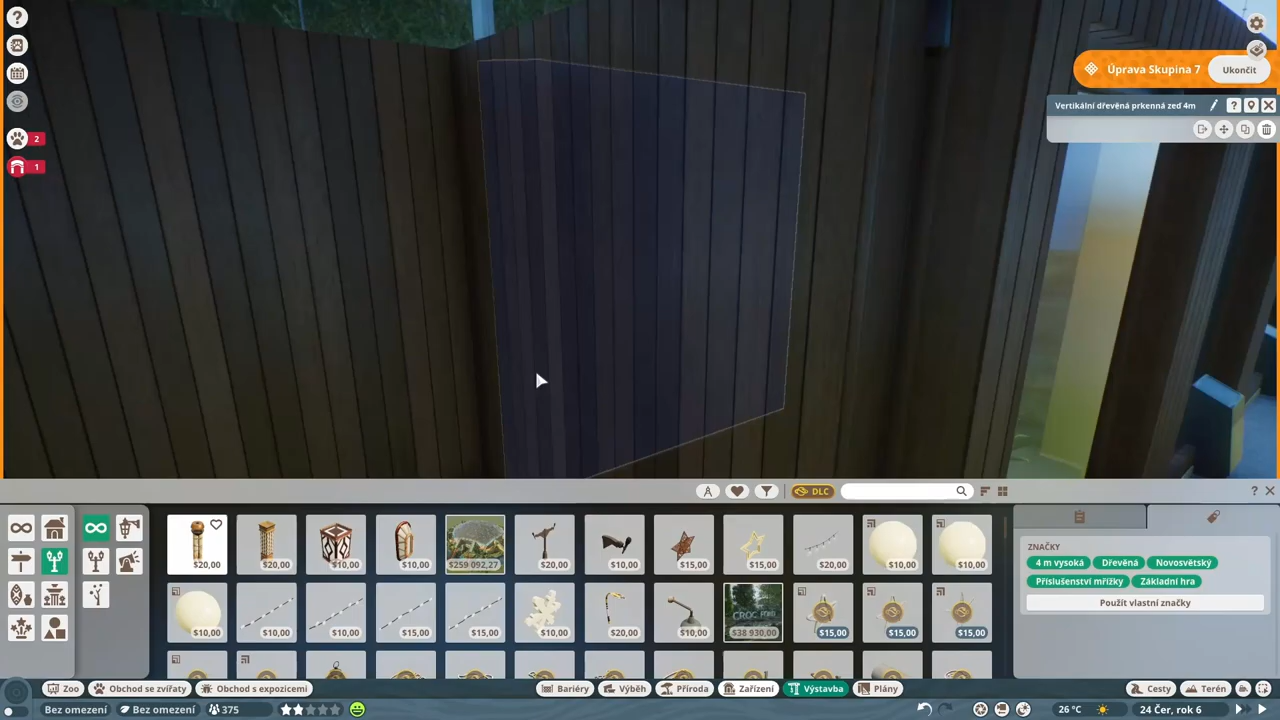 ?
Úprava Skupina 7
Ukončit
Vertikální dřevěná prkenná zeď 4m
?
2
1
DLC
?
$20,00
$20,00
$10,00
$10,00
$259 092,27
$20,00
$10,00
$15,00
$15,00
$20,00
$10,00
$10,00
$10,00
$10,00
$10,00
$15,00
$15,00
$10,00
$20,00
$10,00
CROC POND
$38 930,00
$15,00
$15,00
$15,00
ZNAČKY
4 m vysoká
Dřevěná
Novosvětský
Příslušenství mřížky
Základní hra
Použít vlastní značky
Zoo
Obchod se zvířaty
Obchod s expozicemi
Bariéry
Výběh
Příroda
Zařízení
Výstavba
Plány
Cesty
Terén
Bez omezení
Bez omezení
375
26 °C
24 Čer, rok 6